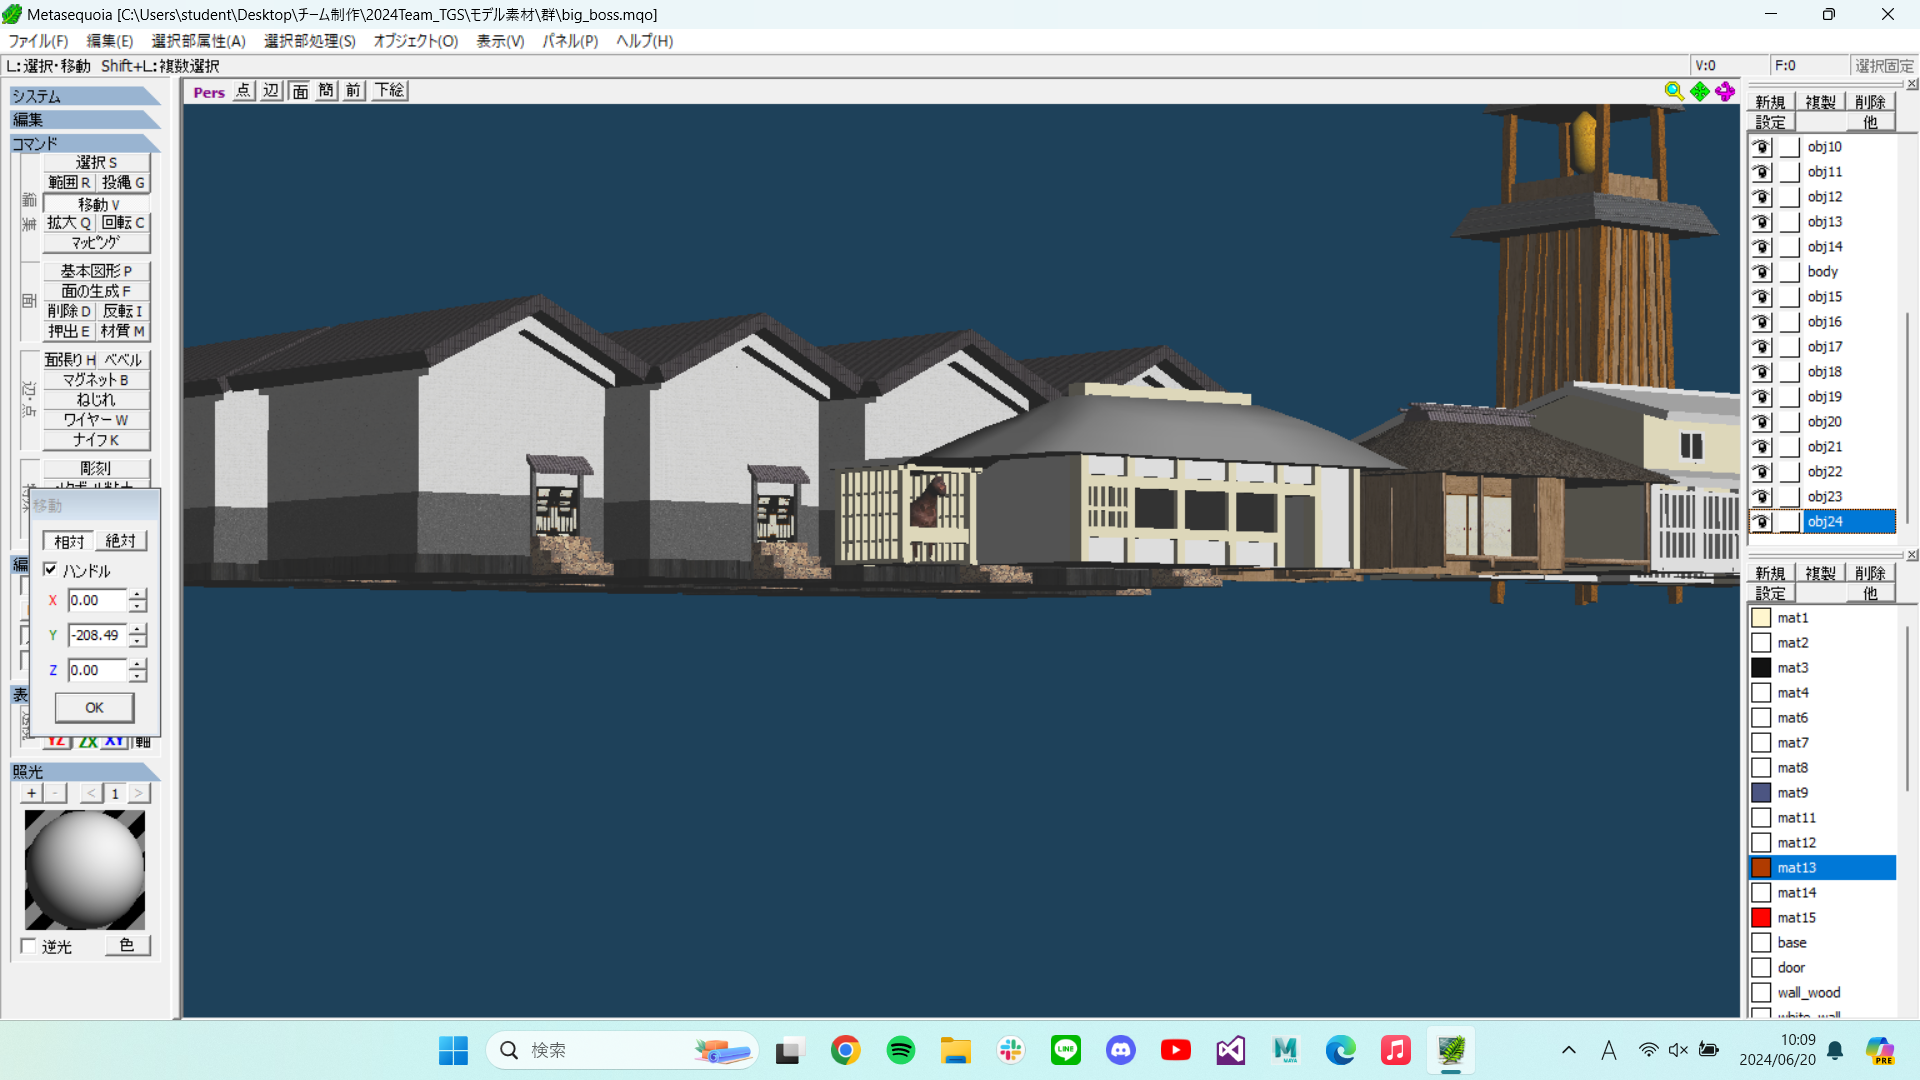 Metasequoia [C:\Users\student\Desktop\チーム制作\2024Team_TGS\モデル素材\群\big_boss.mqo]
ファイル(F) 編集(E) 選択部属性(A) 選択部処理(S) オブジェクト(O) 表示(V) パネル(P) ヘルプ(H)
L:選択・移動 Shift+L:複数選択
V:0 F:0 選択固定
システム
編集
コマンド
編集
選択 S
範囲 R 投縄 G
移動 V
拡大 Q 回転 C
マッピング
面
基本図形 P
面の生成 F
削除 D 反転 I
押出 E 材質 M
辺・点
面張り H ベベル
マグネット B
ねじれ
ワイヤー W
ナイフ K
彫刻
移動
相対 絶対
ハンドル
X 0.00
Y -208.49
Z 0.00
OK
YZ ZX XY 軸
照光
+ - < 1 >
逆光 色
Pers 点 辺 面 簡 前 下絵
新規 複製 削除
設定 他
obj10
obj11
obj12
obj13
obj14
body
obj15
obj16
obj17
obj18
obj19
obj20
obj21
obj22
obj23
obj24
新規 複製 削除
設定 他
mat1
mat2
mat3
mat4
mat6
mat7
mat8
mat9
mat11
mat12
mat13
mat14
mat15
base
door
wall_wood
white_wall
検索
LINE
MAYA
A
10:09
2024/06/20
PRE